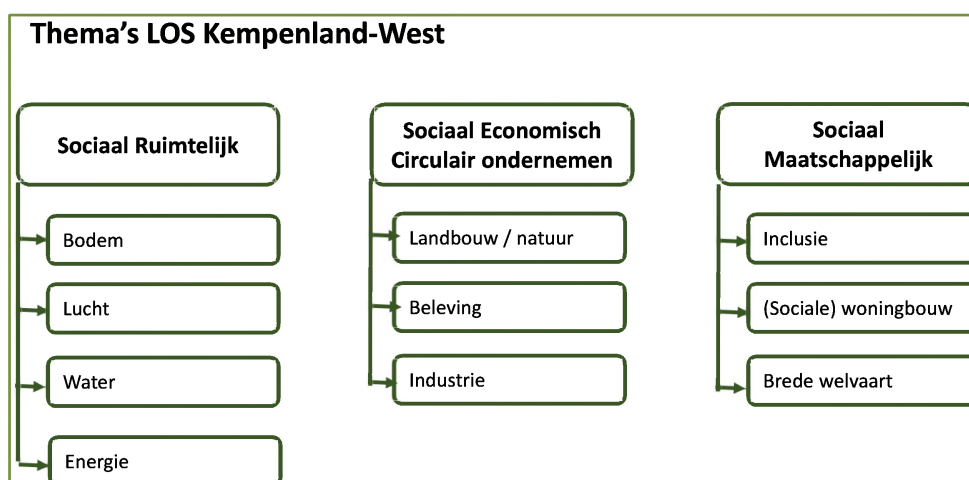 Thema’s LOS Kempenland-West
Sociaal Ruimtelijk
Bodem
Lucht
Water
Energie
Sociaal Economisch
Circulair ondernemen
Landbouw / natuur
Beleving
Industrie
Sociaal
Maatschappelijk
Inclusie
(Sociale) woningbouw
Brede welvaart